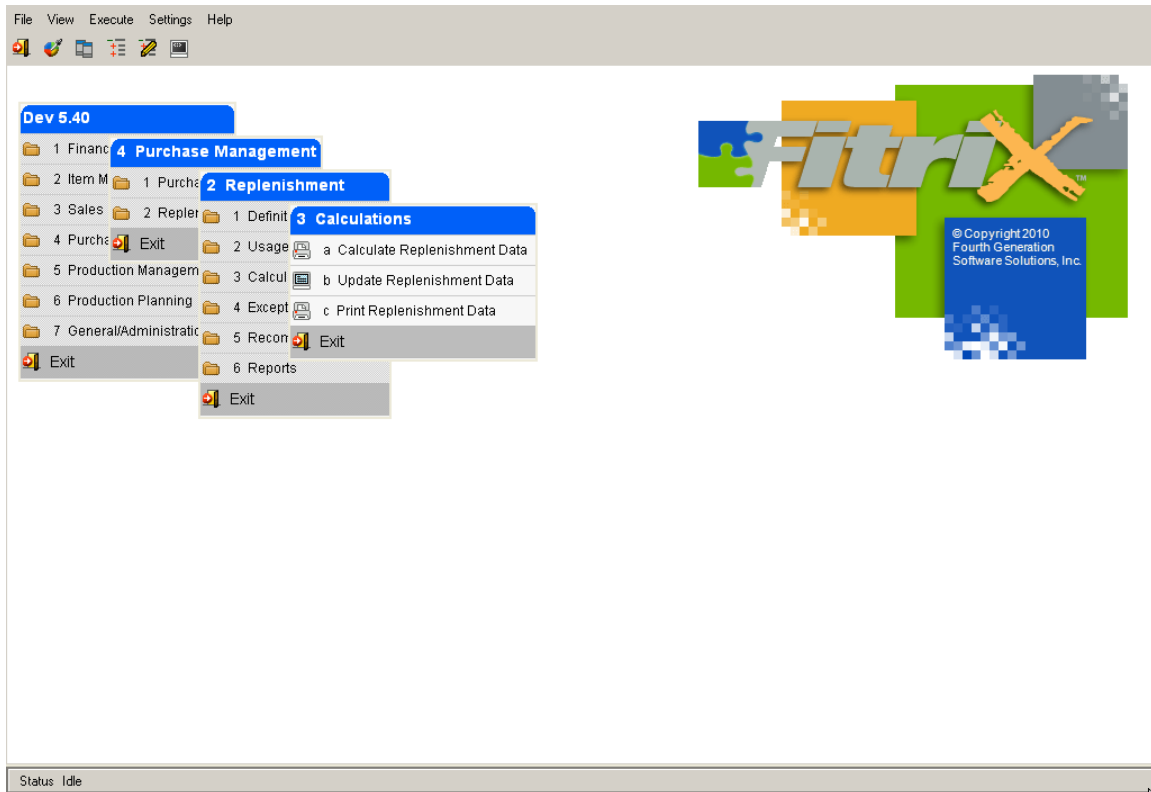 File View Execute Settings Help
Dev 5.40
1 Financ
2 Item M
3 Sales
4 Purcha
5 Production Managem
6 Production Planning
7 General/Administratic
Exit
4 Purchase Management
1 Purcha
2 Repler
Exit
2 Replenishment
1 Definit
2 Usage
3 Calcul
4 Except
5 Recom
6 Reports
Exit
3 Calculations
a Calculate Replenishment Data
b Update Replenishment Data
c Print Replenishment Data
Exit
FitriX™
© Copyright 2010
Fourth Generation
Software Solutions, Inc.
Status Idle